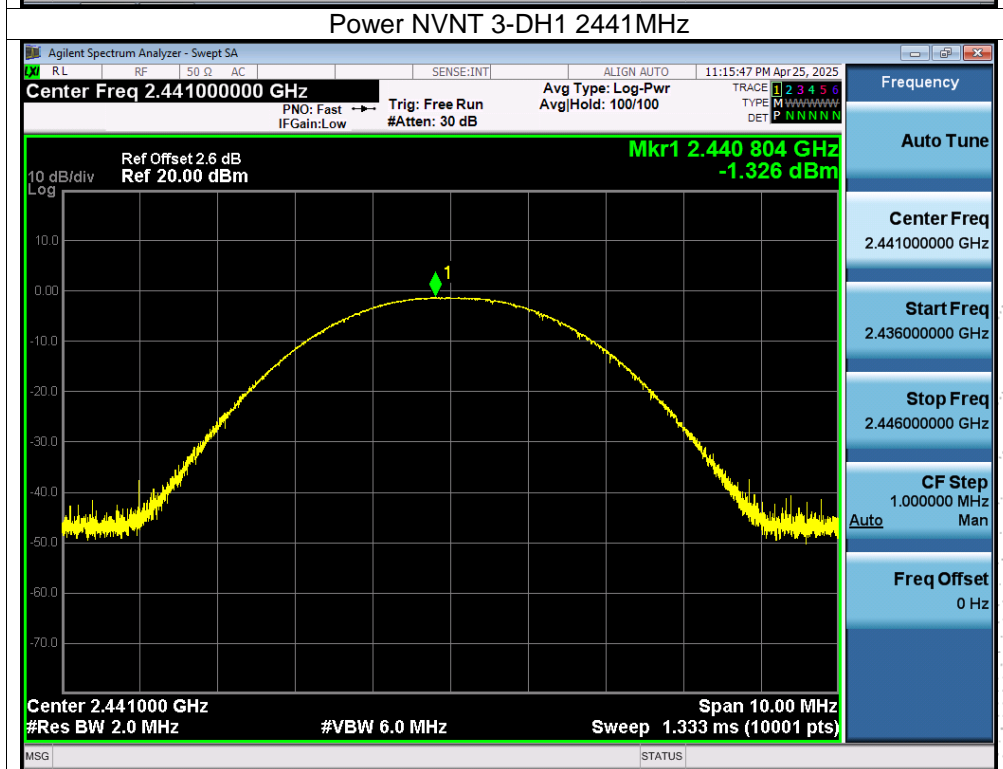 Power NVNT 3-DH1 2441MHz
Agilent Spectrum Analyzer - Swept SA
LXI RL RF 50 Ω AC SENSE:INT ALIGN AUTO 11:15:47 PM Apr 25, 2025
Center Freq 2.441000000 GHz
PNO: Fast
IFGain:Low
Trig: Free Run
#Atten: 30 dB
Avg Type: Log-Pwr
Avg|Hold: 100/100
TRACE 1 2 3 4 5 6
TYPE M WWWWW
DET P N N N N N
Mkr1 2.440 804 GHz
-1.326 dBm
Ref Offset 2.6 dB
10 dB/div Ref 20.00 dBm
Log
10.0
0.00
-10.0
-20.0
-30.0
-40.0
-50.0
-60.0
-70.0
1
Center 2.441000 GHz Span 10.00 MHz
#Res BW 2.0 MHz #VBW 6.0 MHz Sweep 1.333 ms (10001 pts)
MSG STATUS
Frequency
Auto Tune
Center Freq
2.441000000 GHz
Start Freq
2.436000000 GHz
Stop Freq
2.446000000 GHz
CF Step
1.000000 MHz
Auto Man
Freq Offset
0 Hz